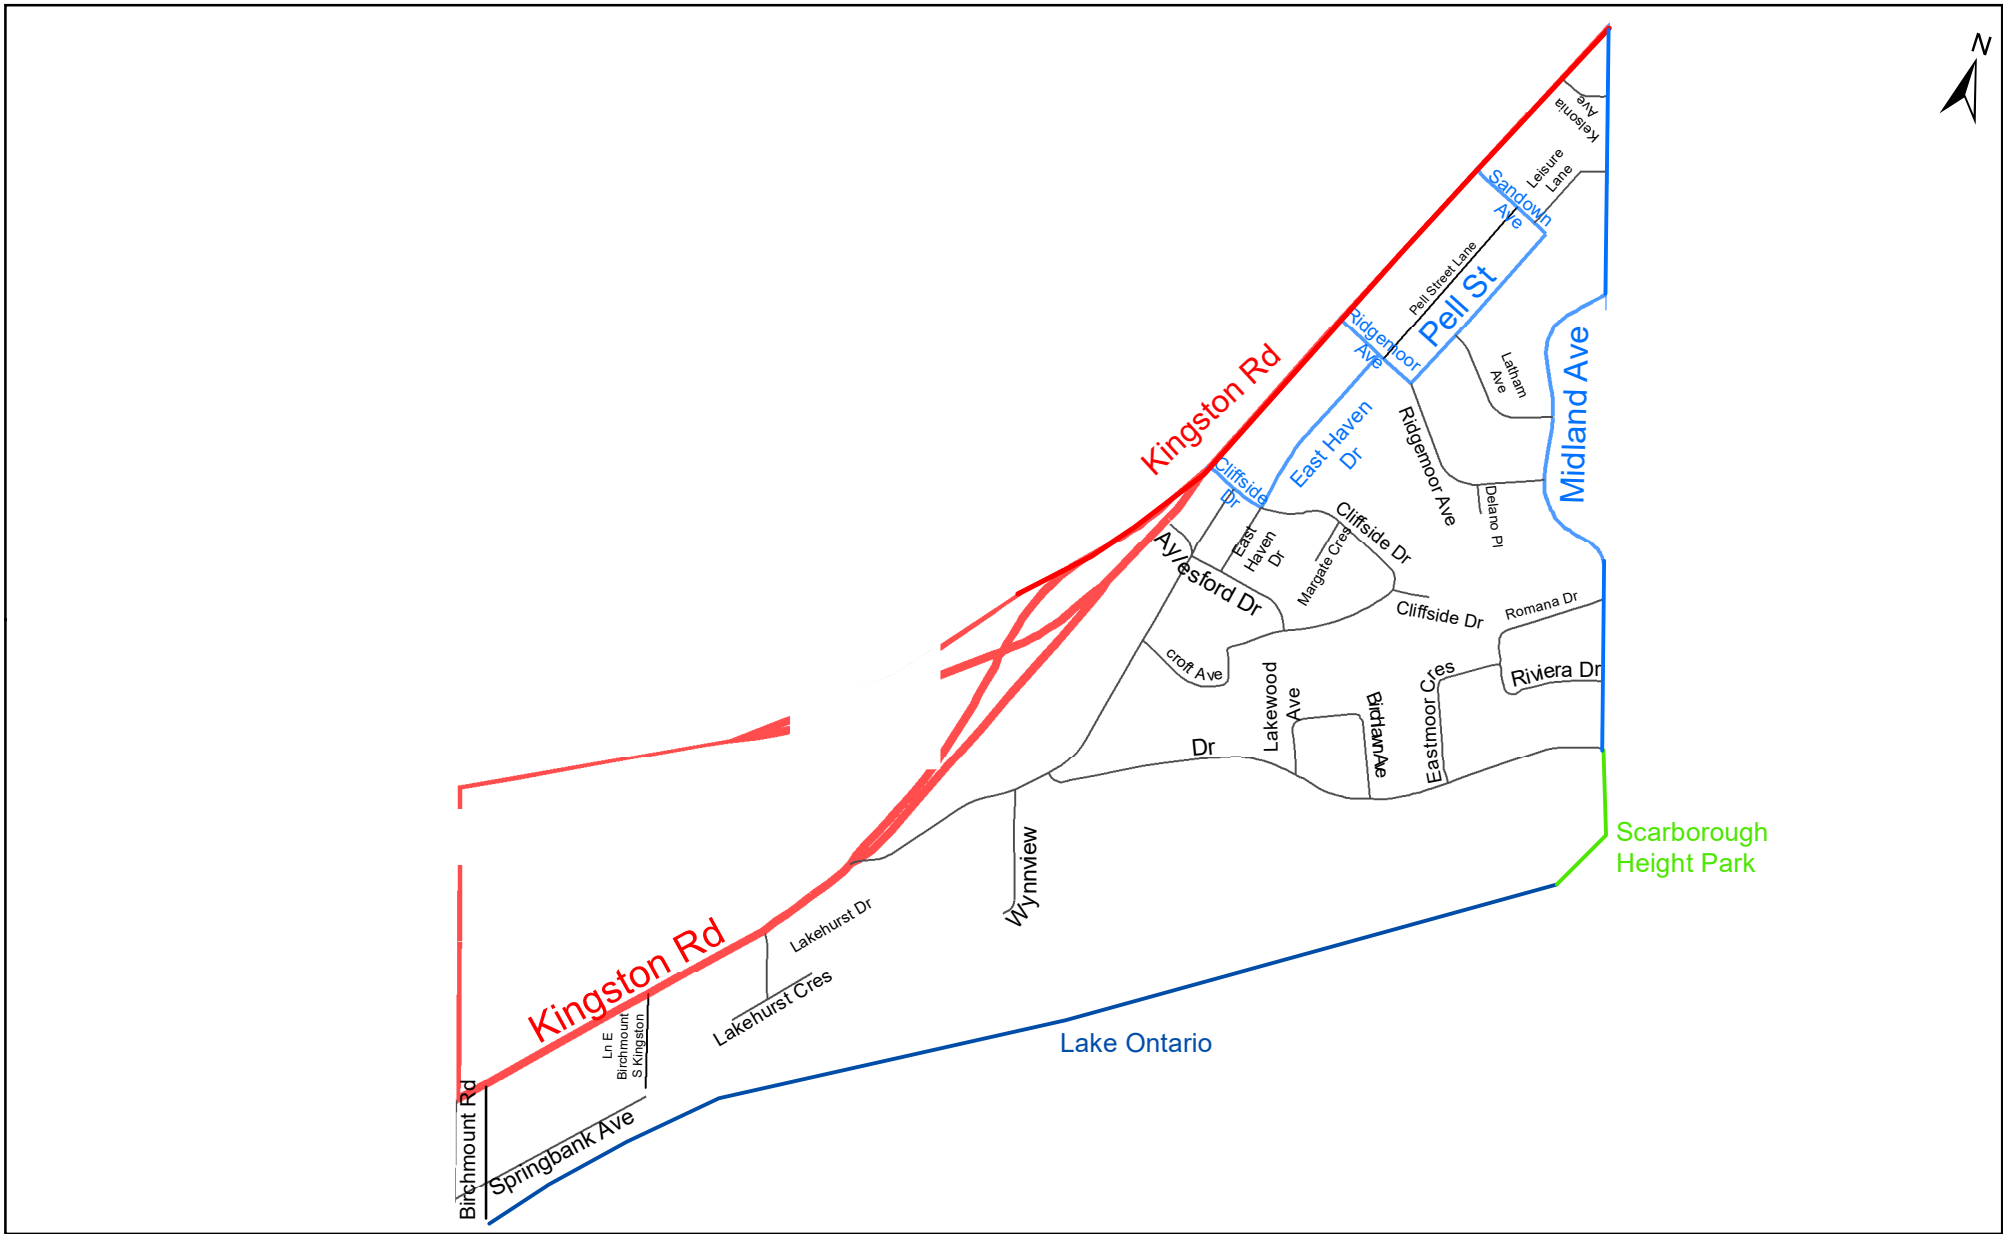 N
Kelsonia
Ave
Leisure
Lane
Sandown
Ave
Pell Street Lane
Pell St
Ridgemoor
Ave
Kingston Rd
Latham
Ave
Midland Ave
East Haven
Dr
Ridgemoor Ave
Cliffside
Dr
Delano Pl
Cliffside Dr
East
Haven
Dr
Margate Cres
Aylesford Dr
Cliffside Dr
Romana Dr
croft Ave
Riviera Dr
Lakewood
Ave
Eastmoor Cres
Dr
Wynnview
Scarborough
Height Park
Lakehurst Dr
Kingston Rd
Lakehurst Cres
Ln E
Birchmount
S Kingston
Lake Ontario
Birchmount Rd
Springbank Ave